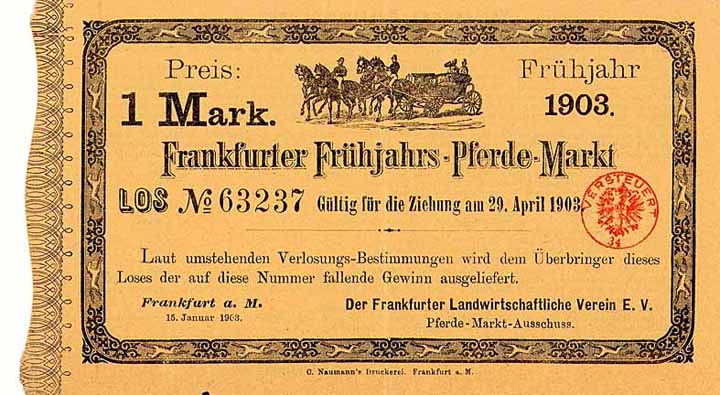 Preis:
1 Mark.
Frühjahr
1903.
Frankfurter Frühjahrs-Pferde-Markt
LOS № 63237 Gültig für die Ziehung am 29. April 1903
VERSTEUERT
34
Laut umstehenden Verlosungs-Bestimmungen wird dem Überbringer dieses
Loses der auf diese Nummer fallende Gewinn ausgeliefert.
Frankfurt a. M.
15. Januar 1903.
Der Frankfurter Landwirtschaftliche Verein E. V.
Pferde-Markt-Ausschuss.
C. Naumann's Druckerei. Frankfurt a. M.